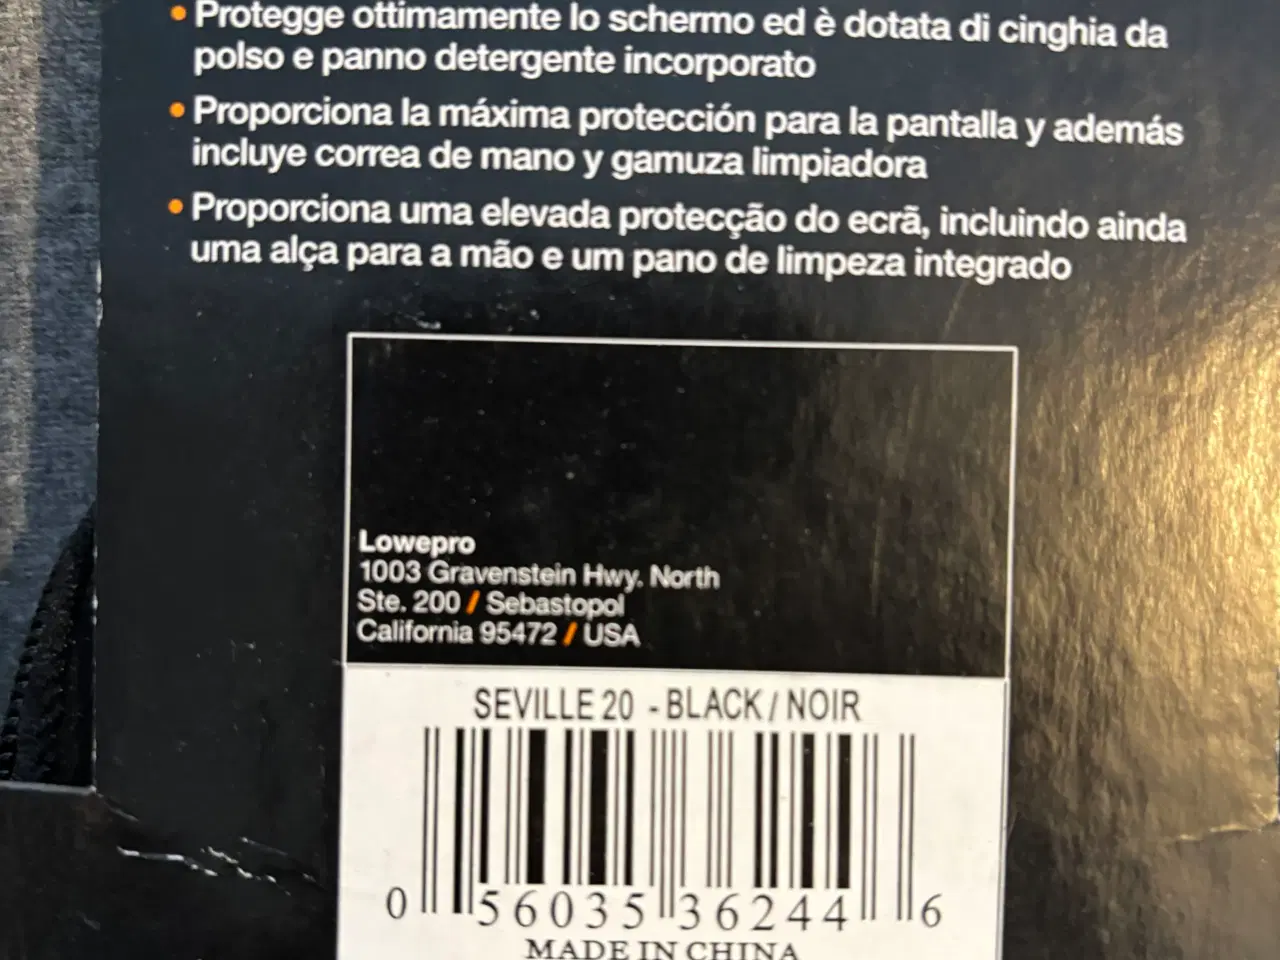 • Protegge ottimamente lo schermo ed è dotata di cinghia da
polso e panno detergente incorporato
• Proporciona la máxima protección para la pantalla y además
incluye correa de mano y gamuza limpiadora
• Proporciona uma elevada protecção do ecrã, incluindo ainda
uma alça para a mão e um pano de limpeza integrado
Lowepro
1003 Gravenstein Hwy. North
Ste. 200 / Sebastopol
California 95472 / USA
SEVILLE 20 - BLACK / NOIR
0 56035 36244 6
MADE IN CHINA